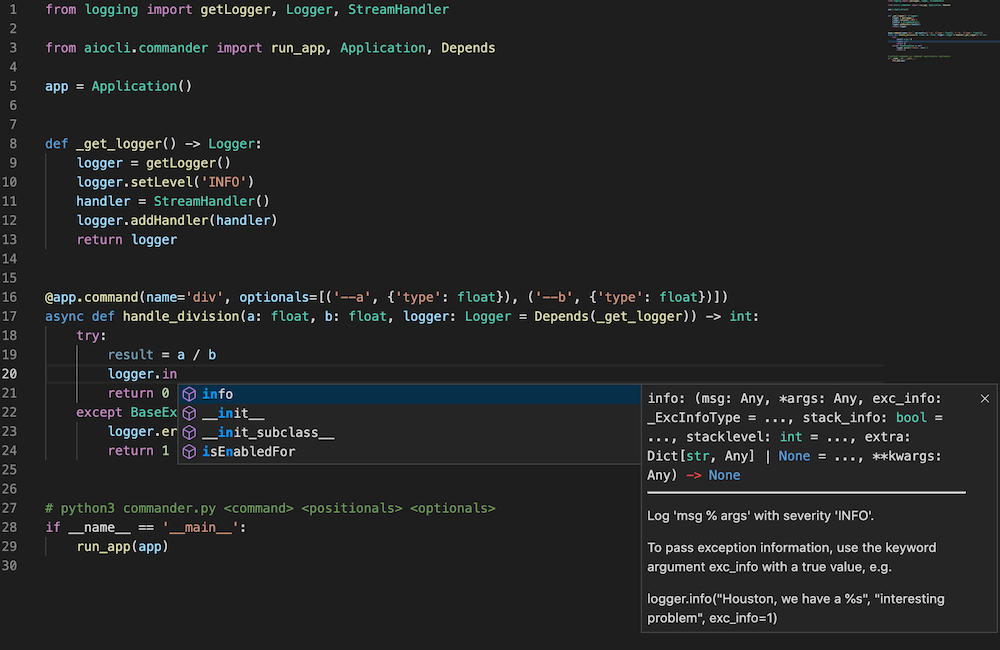 1 from logging import getLogger, Logger, StreamHandler
2
3 from aiocli.commander import run_app, Application, Depends
4
5 app = Application()
6
7
8 def _get_logger() -> Logger:
9     logger = getLogger()
10     logger.setLevel('INFO')
11     handler = StreamHandler()
12     logger.addHandler(handler)
13     return logger
14
15
16 @app.command(name='div', optionals=[('--a', {'type': float}), ('--b', {'type': float})])
17 async def handle_division(a: float, b: float, logger: Logger = Depends(_get_logger)) -> int:
18     try:
19         result = a / b
20         logger.in
21         return 0
22     except BaseEx
23         logger.er
24         return 1
25
26
27 # python3 commander.py <command> <positionals> <optionals>
28 if __name__ == '__main__':
29     run_app(app)
30
info
__init__
__init_subclass__
isEnabledFor
info: (msg: Any, *args: Any, exc_info:
_ExcInfoType = ..., stack_info: bool =
..., stacklevel: int = ..., extra:
Dict[str, Any] | None = ..., **kwargs:
Any) -> None
Log 'msg % args' with severity 'INFO'.
To pass exception information, use the keyword
argument exc_info with a true value, e.g.
logger.info("Houston, we have a %s", "interesting
problem", exc_info=1)